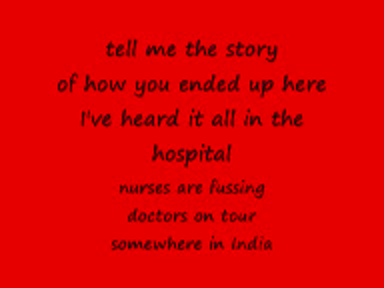 tell me the story
of how you ended up here
I've heard it all in the
hospital
nurses are fussing
doctors on tour
somewhere in India